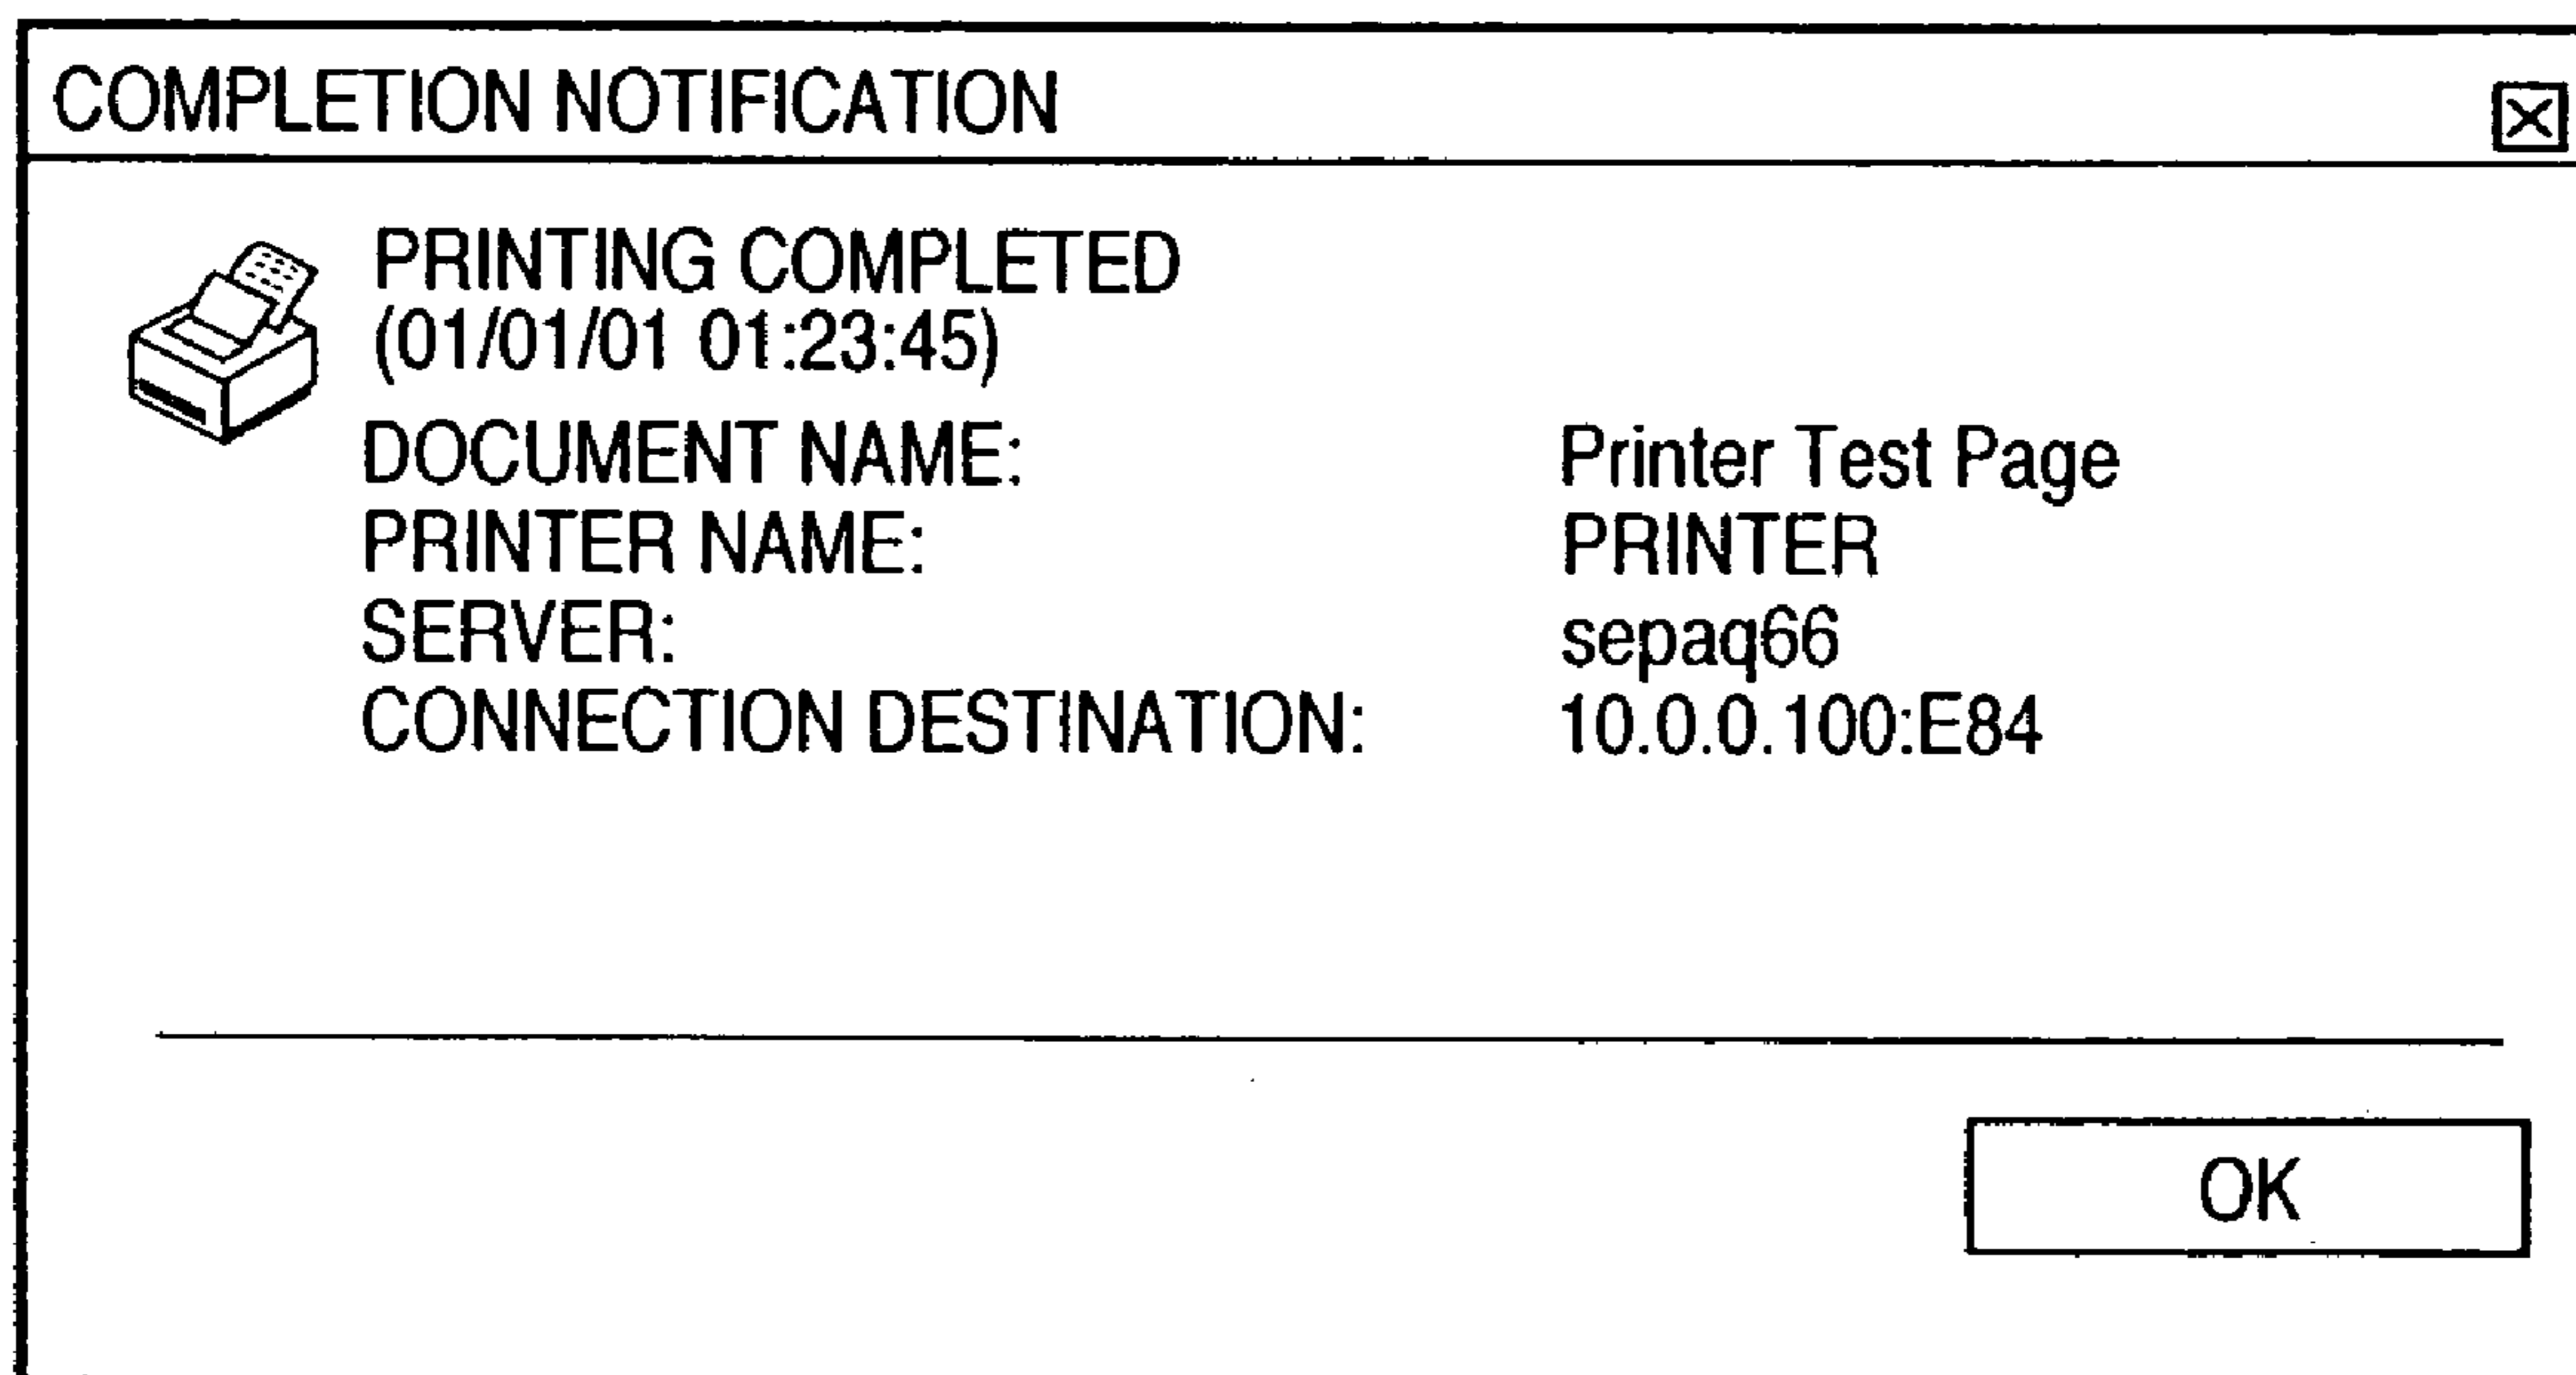 COMPLETION NOTIFICATION
PRINTING COMPLETED
(01/01/01 01:23:45)
DOCUMENT NAME: Printer Test Page
PRINTER NAME: PRINTER
SERVER: sepaq66
CONNECTION DESTINATION: 10.0.0.100:E84
OK